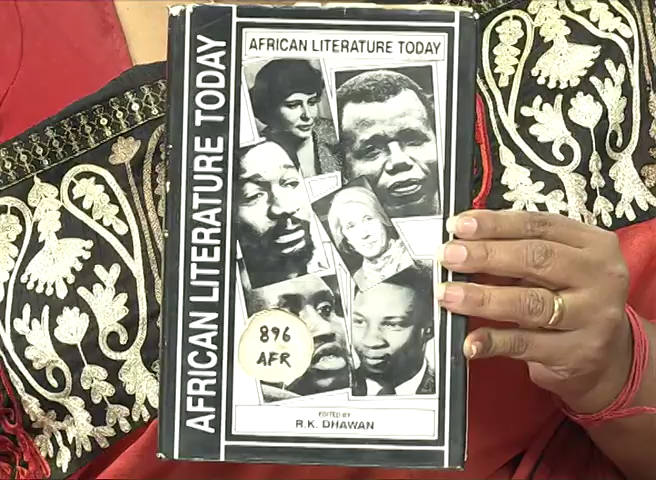 AFRICAN LITERATURE TODAY
AFRICAN LITERATURE TODAY
896
AFR
EDITED BY
R.K. DHAWAN